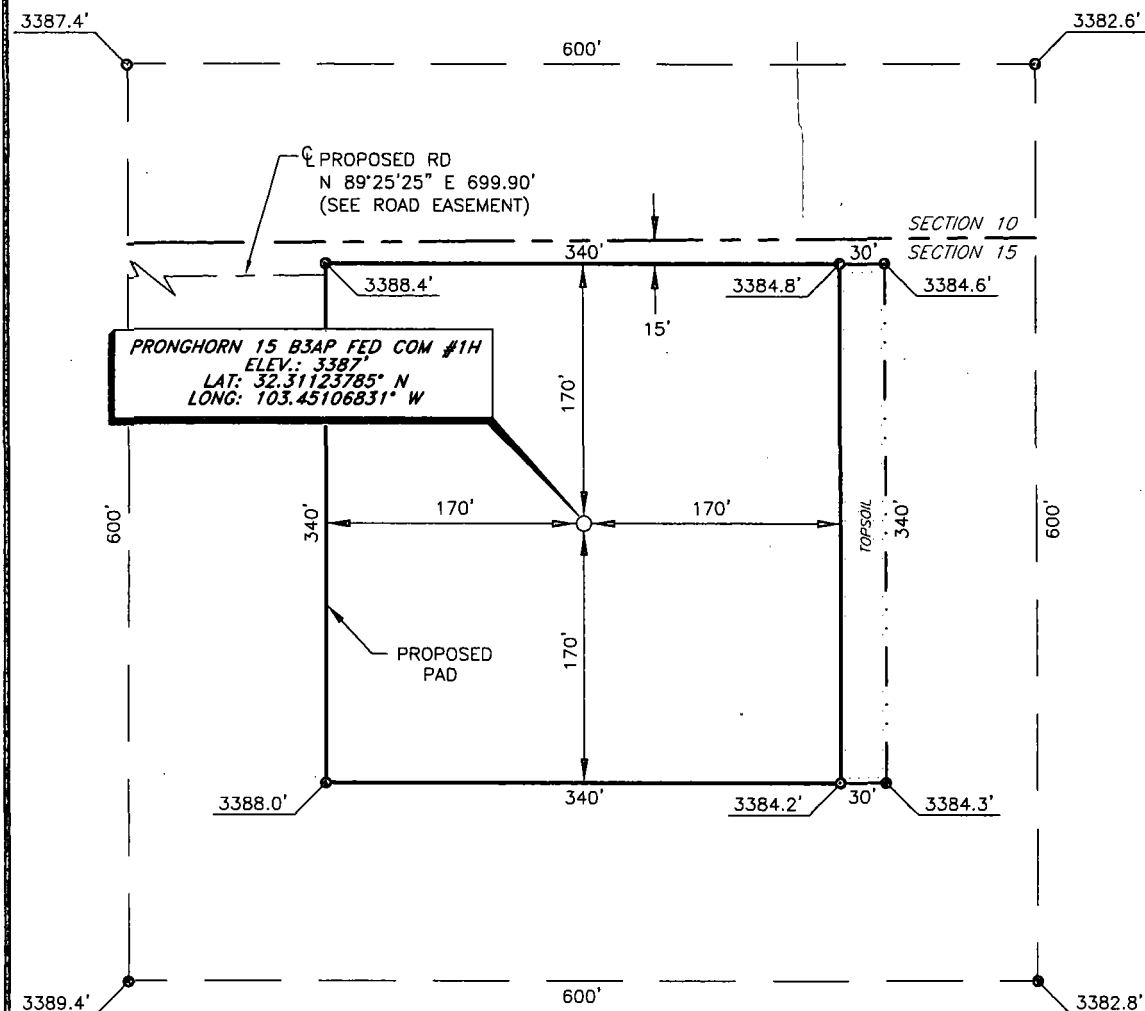 3387.4'
3382.6'
600'
℄ PROPOSED RD
N 89°25'25" E 699.90'
(SEE ROAD EASEMENT)
SECTION 10
SECTION 15
340'
30'
3388.4'
3384.8'
3384.6'
15'
PRONGHORN 15 B3AP FED COM #1H
ELEV.: 3387'
LAT: 32.31123785° N
LONG: 103.45106831° W
170'
600'
340'
170'
170'
TOPSOIL
340'
600'
170'
PROPOSED
PAD
3388.0'
340'
3384.2'
30'
3384.3'
3389.4'
600'
3382.8'